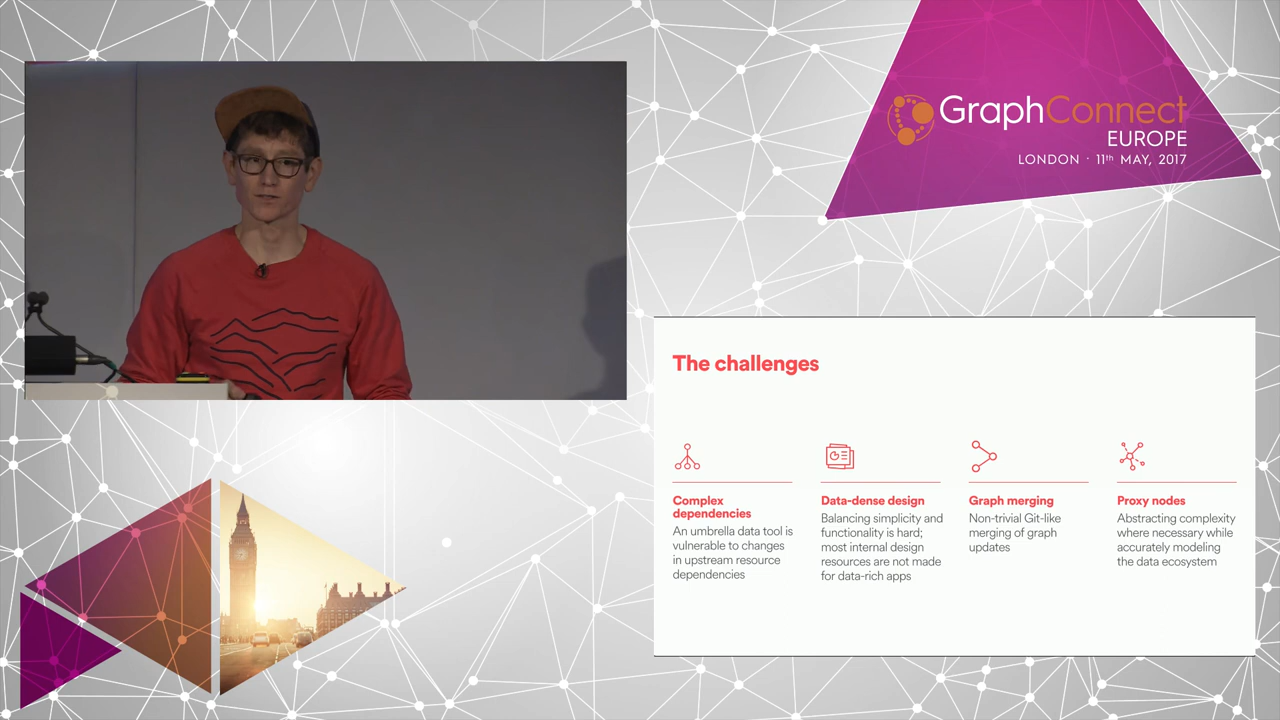 GraphConnect
EUROPE
LONDON · 11th MAY, 2017
The challenges
Complex
dependencies
An umbrella data tool is
vulnerable to changes
in upstream resource
dependencies
Data-dense design
Balancing simplicity and
functionality is hard;
most internal design
resources are not made
for data-rich apps
Graph merging
Non-trivial Git-like
merging of graph
updates
Proxy nodes
Abstracting complexity
where necessary while
accurately modeling
the data ecosystem